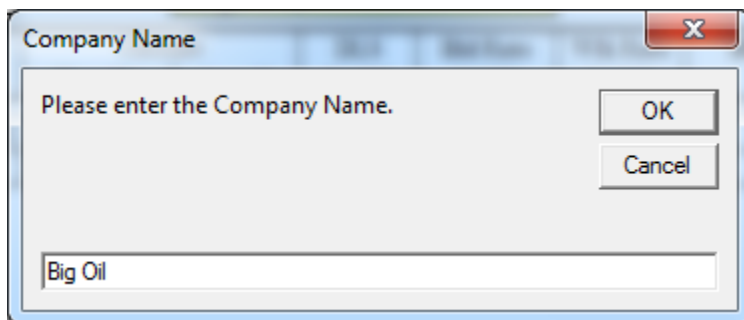 Company Name
Please enter the Company Name.
OK
Cancel
Big Oil